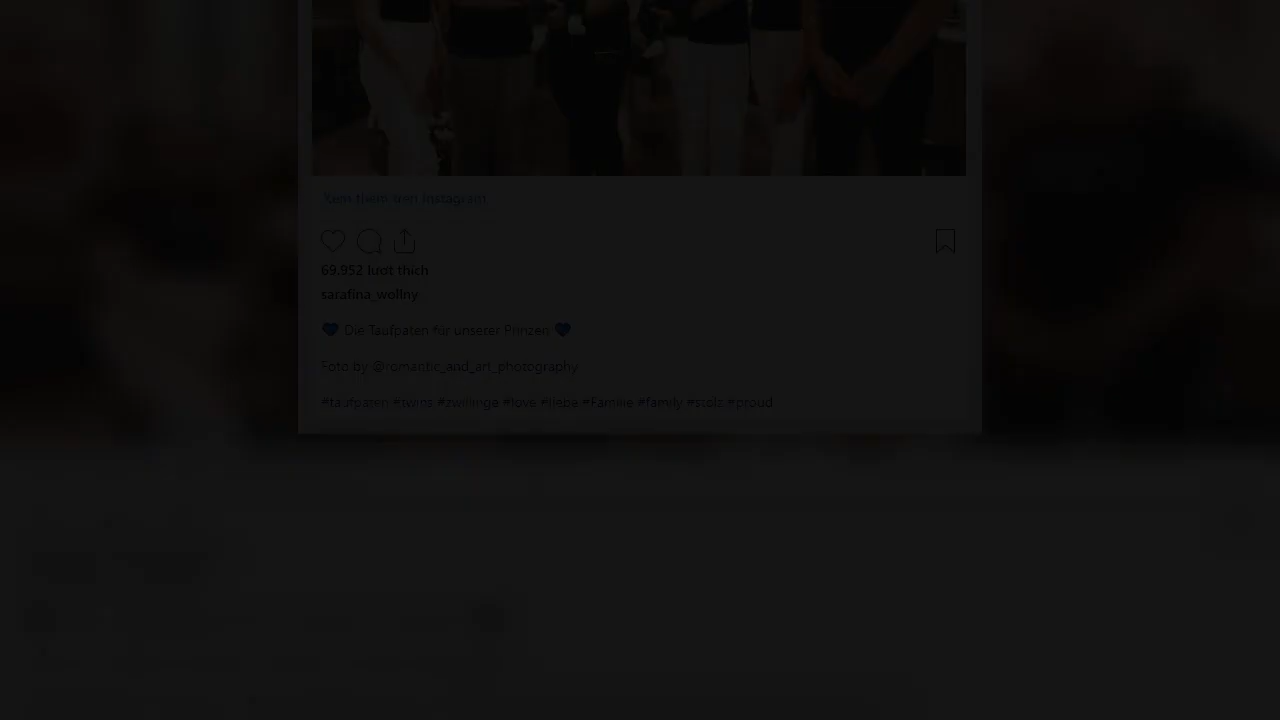 Xem thêm trên Instagram
69.952 lượt thích
sarafina_wollny
💙 Die Taufpaten für unserer Prinzen 💙
Foto by @romantic_and_art_photography
#taufpaten #twins #zwillinge #love #liebe #Familie #family #stolz #proud